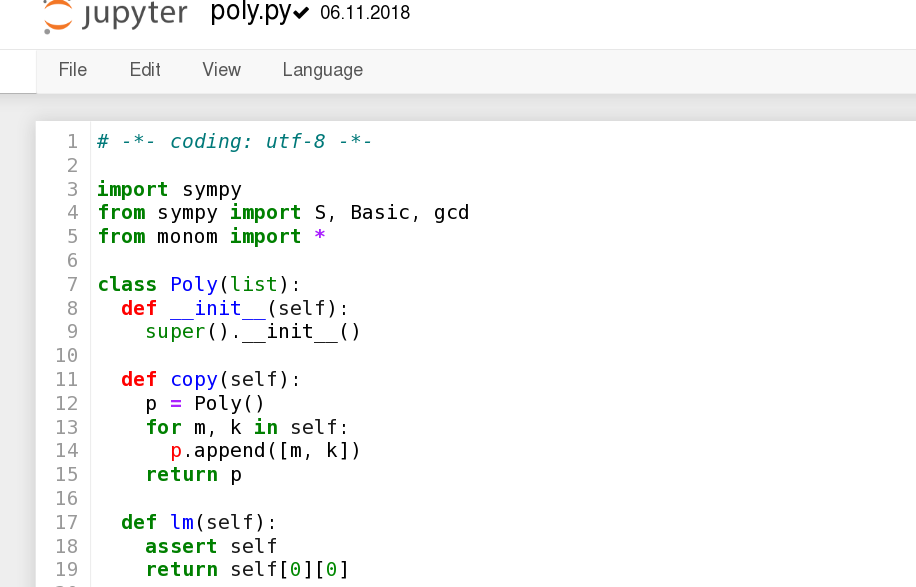 jupyter poly.py✔ 06.11.2018
File Edit View Language
1 # -*- coding: utf-8 -*-
2
3 import sympy
4 from sympy import S, Basic, gcd
5 from monom import *
6
7 class Poly(list):
8   def __init__(self):
9     super().__init__()
10
11   def copy(self):
12     p = Poly()
13     for m, k in self:
14       p.append([m, k])
15     return p
16
17   def lm(self):
18     assert self
19     return self[0][0]